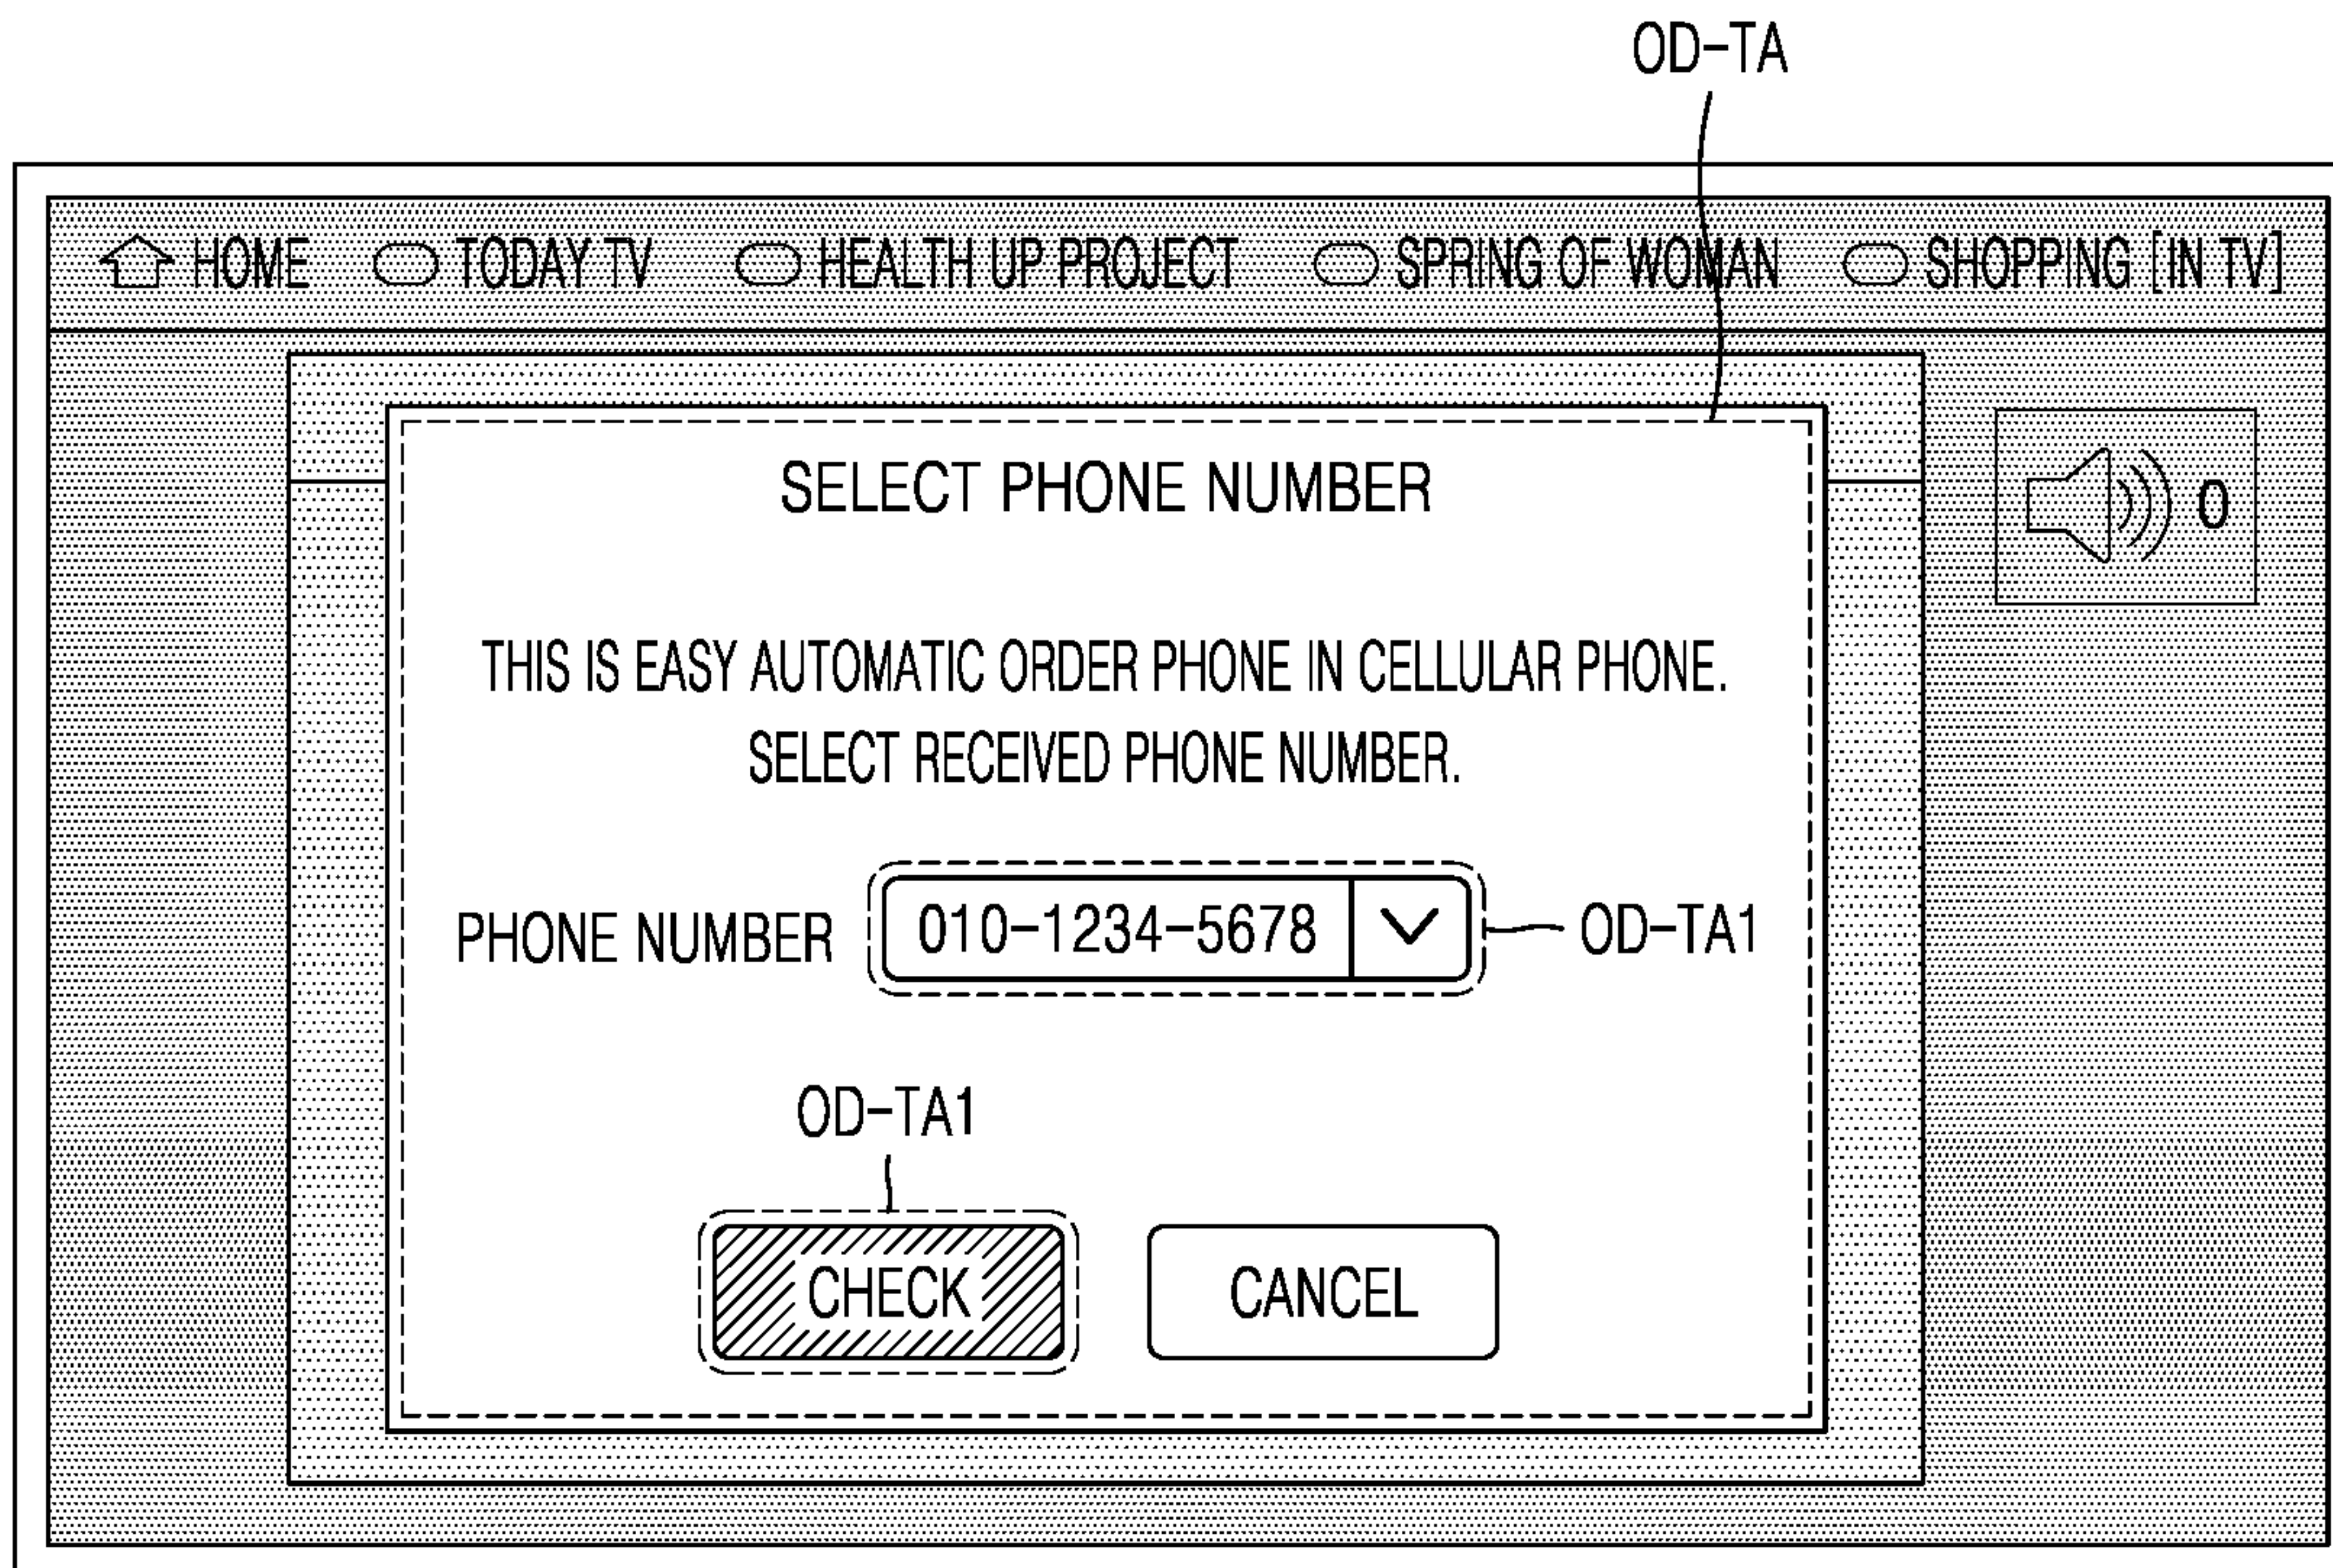 OD-TA
HOME TODAY TV HEALTH UP PROJECT SPRING OF WOMAN SHOPPING [IN TV]
SELECT PHONE NUMBER
0
THIS IS EASY AUTOMATIC ORDER PHONE IN CELLULAR PHONE.
SELECT RECEIVED PHONE NUMBER.
PHONE NUMBER 010-1234-5678 OD-TA1
OD-TA1
CHECK CANCEL